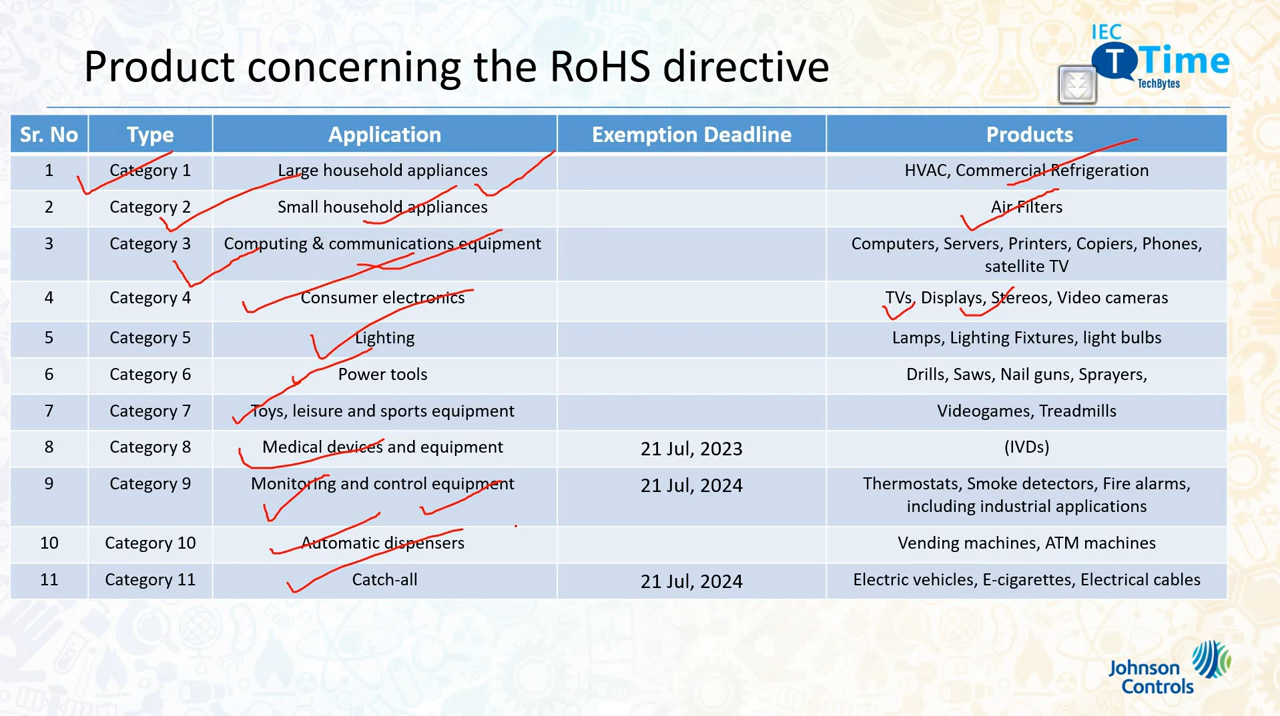 IEC
T Time
TechBytes
Product concerning the RoHS directive
Sr. No Type Application Exemption Deadline Products
1 Category 1 Large household appliances HVAC, Commercial Refrigeration
2 Category 2 Small household appliances Air Filters
3 Category 3 Computing & communications equipment Computers, Servers, Printers, Copiers, Phones,
satellite TV
4 Category 4 Consumer electronics TVs, Displays, Stereos, Video cameras
5 Category 5 Lighting Lamps, Lighting Fixtures, light bulbs
6 Category 6 Power tools Drills, Saws, Nail guns, Sprayers,
7 Category 7 Toys, leisure and sports equipment Videogames, Treadmills
8 Category 8 Medical devices and equipment 21 Jul, 2023 (IVDs)
9 Category 9 Monitoring and control equipment 21 Jul, 2024 Thermostats, Smoke detectors, Fire alarms,
including industrial applications
10 Category 10 Automatic dispensers Vending machines, ATM machines
11 Category 11 Catch-all 21 Jul, 2024 Electric vehicles, E-cigarettes, Electrical cables
Johnson
Controls